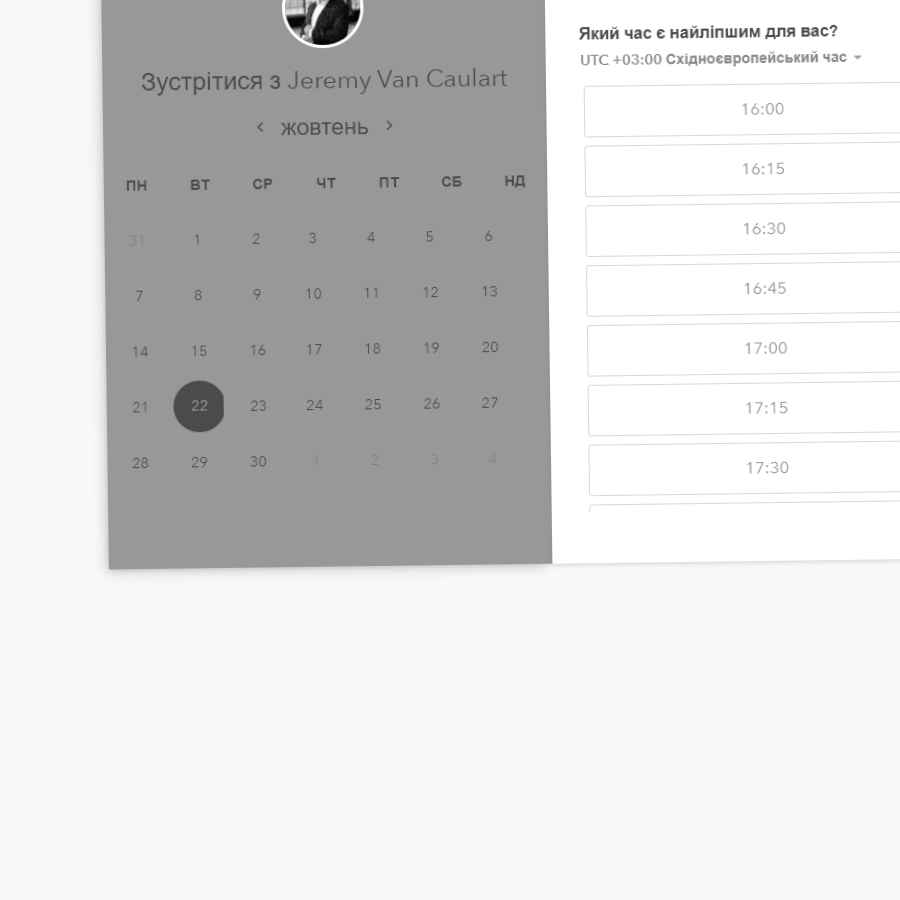 Зустрітися з Jeremy Van Caulart
‹ жовтень ›
ПН ВТ СР ЧТ ПТ СБ НД
31 1 2 3 4 5 6
7 8 9 10 11 12 13
14 15 16 17 18 19 20
21 22 23 24 25 26 27
28 29 30 1 2 3 4
Який час є найліпшим для вас?
UTC +03:00 Східноєвропейський час
16:00
16:15
16:30
16:45
17:00
17:15
17:30